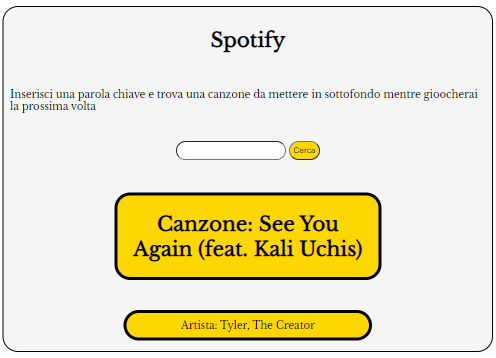 Spotify
Inserisci una parola chiave e trova una canzone da mettere in sottofondo mentre gioocherai
la prossima volta
Cerca
Canzone: See You
Again (feat. Kali Uchis)
Artista: Tyler, The Creator